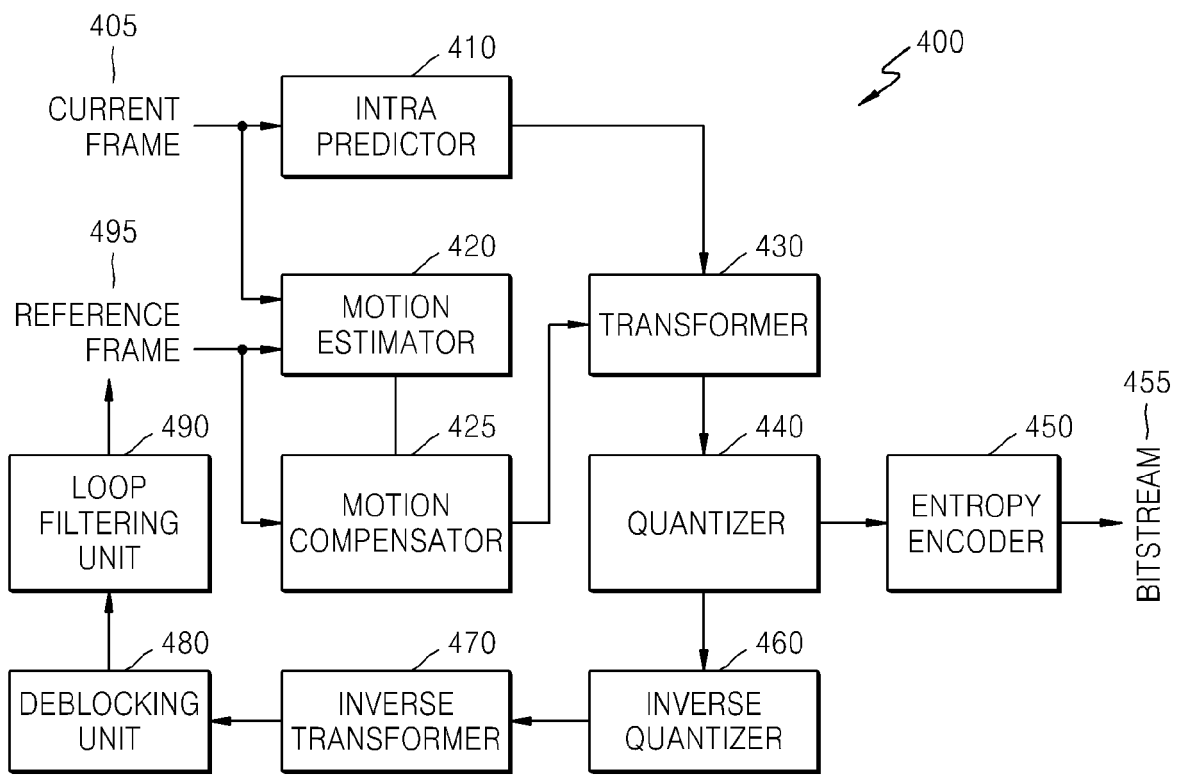 405
CURRENT
FRAME
410
INTRA
PREDICTOR
400
495
REFERENCE
FRAME
420
MOTION
ESTIMATOR
430
TRANSFORMER
490
LOOP
FILTERING
UNIT
425
MOTION
COMPENSATOR
440
QUANTIZER
450
ENTROPY
ENCODER
455
BITSTREAM
480
DEBLOCKING
UNIT
470
INVERSE
TRANSFORMER
460
INVERSE
QUANTIZER